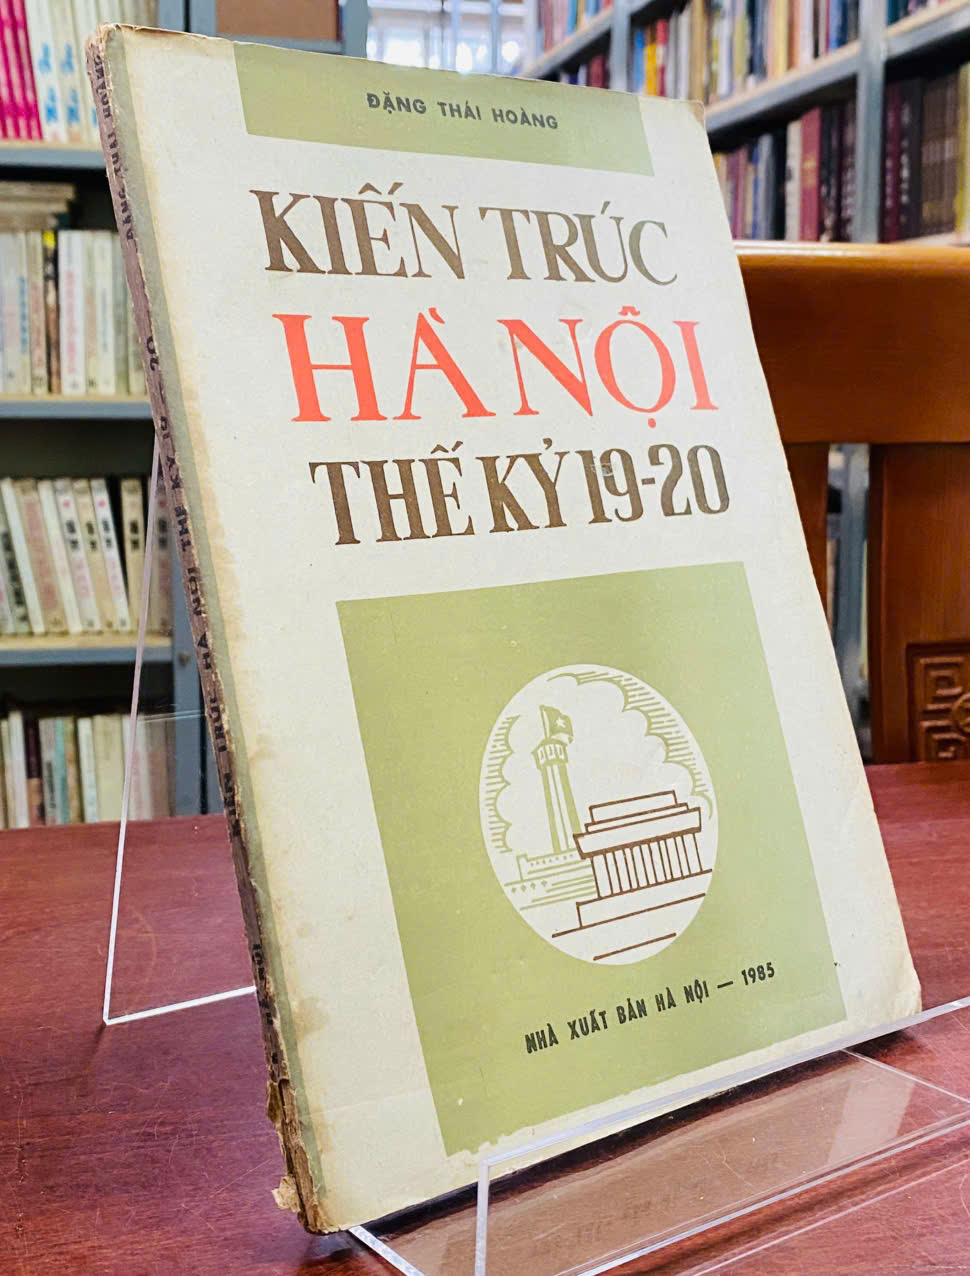 ĐẶNG THÁI HOÀNG
KIẾN TRÚC
HÀ NỘI
THẾ KỶ 19-20
NHÀ XUẤT BẢN HÀ NỘI — 1985